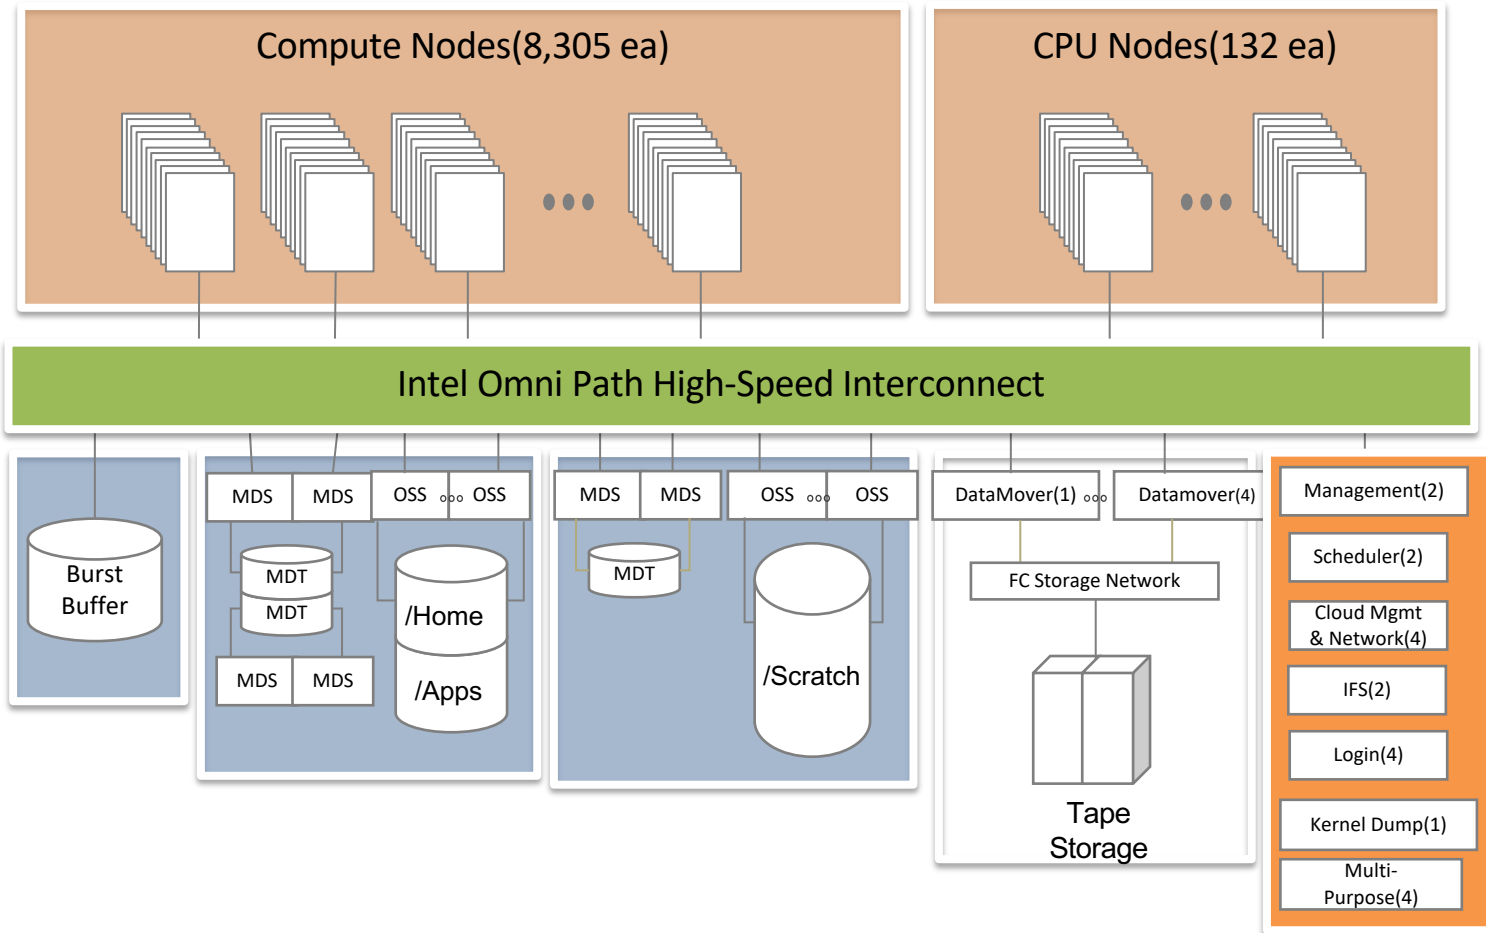 Compute Nodes(8,305 ea)
CPU Nodes(132 ea)
Intel Omni Path High-Speed Interconnect
Burst
Buffer
MDS
MDS
OSS
OSS
MDT
MDT
MDS
MDS
/Home
/Apps
MDS
MDS
OSS
OSS
MDT
/Scratch
DataMover(1)
Datamover(4)
FC Storage Network
Tape
Storage
Management(2)
Scheduler(2)
Cloud Mgmt
& Network(4)
IFS(2)
Login(4)
Kernel Dump(1)
Multi-
Purpose(4)